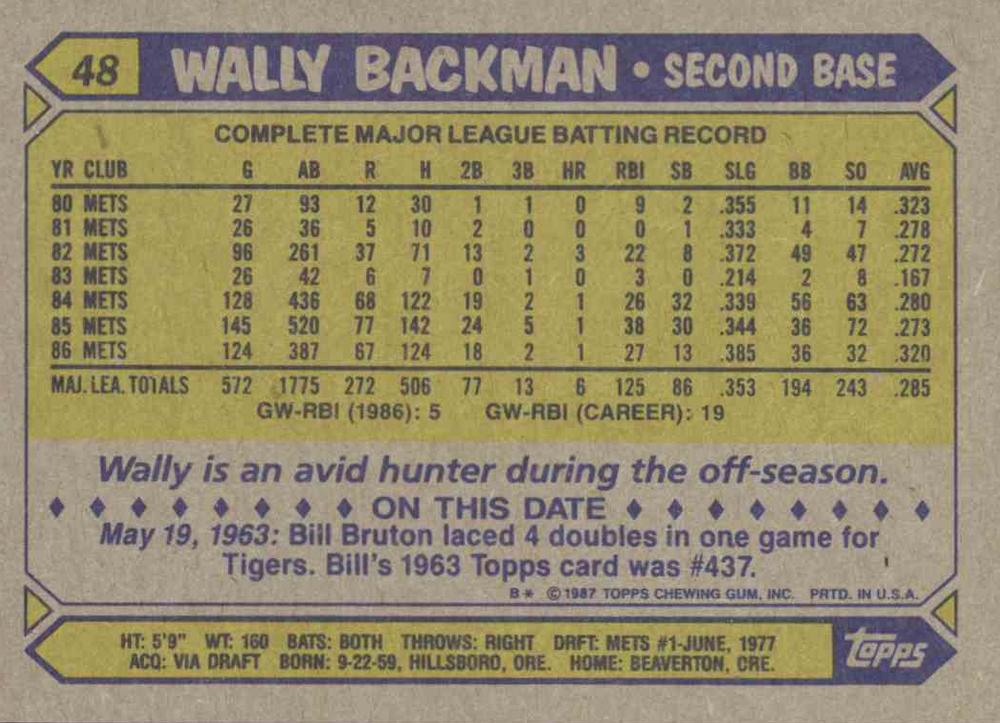 48 WALLY BACKMAN • SECOND BASE
COMPLETE MAJOR LEAGUE BATTING RECORD
YR CLUB G AB R H 2B 3B HR RBI SB SLG BB SO AVG
80 METS 27 93 12 30 1 1 0 9 2 .355 11 14 .323
81 METS 26 36 5 10 2 0 0 0 1 .333 4 7 .278
82 METS 96 261 37 71 13 2 3 22 8 .372 49 47 .272
83 METS 26 42 6 7 0 1 0 3 0 .214 2 8 .167
84 METS 128 436 68 122 19 2 1 26 32 .339 56 63 .280
85 METS 145 520 77 142 24 5 1 38 30 .344 36 72 .273
86 METS 124 387 67 124 18 2 1 27 13 .385 36 32 .320
MAJ. LEA. TOTALS 572 1775 272 506 77 13 6 125 86 .353 194 243 .285
GW-RBI (1986): 5 GW-RBI (CAREER): 19
Wally is an avid hunter during the off-season.
♦ ♦ ♦ ♦ ♦ ♦ ♦ ♦ ON THIS DATE ♦ ♦ ♦ ♦ ♦ ♦ ♦ ♦
May 19, 1963: Bill Bruton laced 4 doubles in one game for
Tigers. Bill's 1963 Topps card was #437.
B* © 1987 TOPPS CHEWING GUM, INC. PRTD. IN U.S.A.
HT: 5'9" WT: 160 BATS: BOTH THROWS: RIGHT DRFT: METS #1-JUNE, 1977
ACQ: VIA DRAFT BORN: 9-22-59, HILLSBORO, ORE. HOME: BEAVERTON, ORE.
Topps